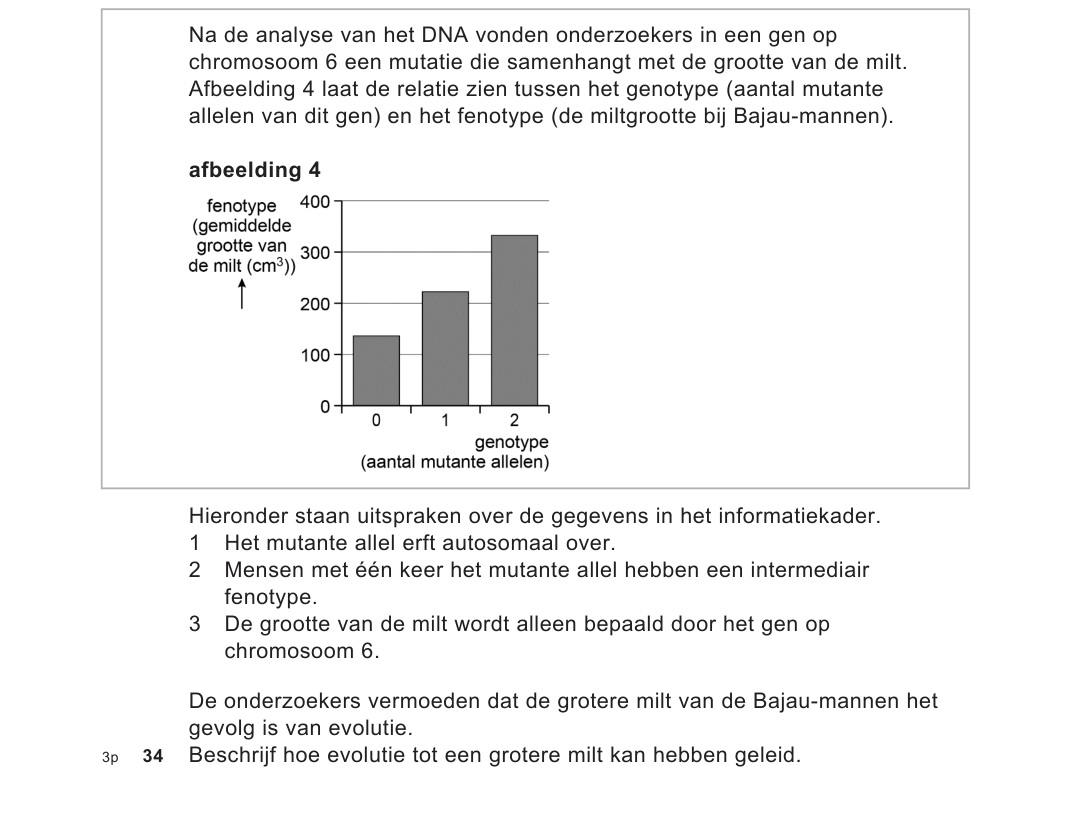 Na de analyse van het DNA vonden onderzoekers in een gen op
chromosoom 6 een mutatie die samenhangt met de grootte van de milt.
Afbeelding 4 laat de relatie zien tussen het genotype (aantal mutante
allelen van dit gen) en het fenotype (de miltgrootte bij Bajau-mannen).
afbeelding 4
fenotype
(gemiddelde
grootte van
de milt (cm³))
400
300
200
100
0
0 1 2
genotype
(aantal mutante allelen)
Hieronder staan uitspraken over de gegevens in het informatiekader.
1 Het mutante allel erft autosomaal over.
2 Mensen met één keer het mutante allel hebben een intermediair
fenotype.
3 De grootte van de milt wordt alleen bepaald door het gen op
chromosoom 6.
De onderzoekers vermoeden dat de grotere milt van de Bajau-mannen het
gevolg is van evolutie.
3p 34 Beschrijf hoe evolutie tot een grotere milt kan hebben geleid.